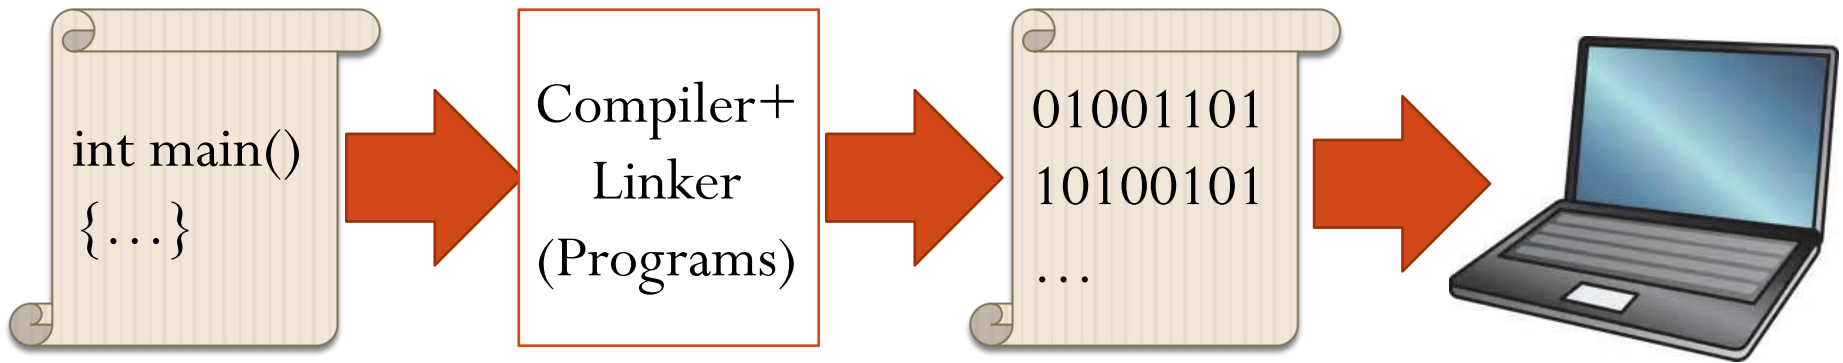 int main()
{…}
Compiler+
Linker
(Programs)
01001101
10100101
…